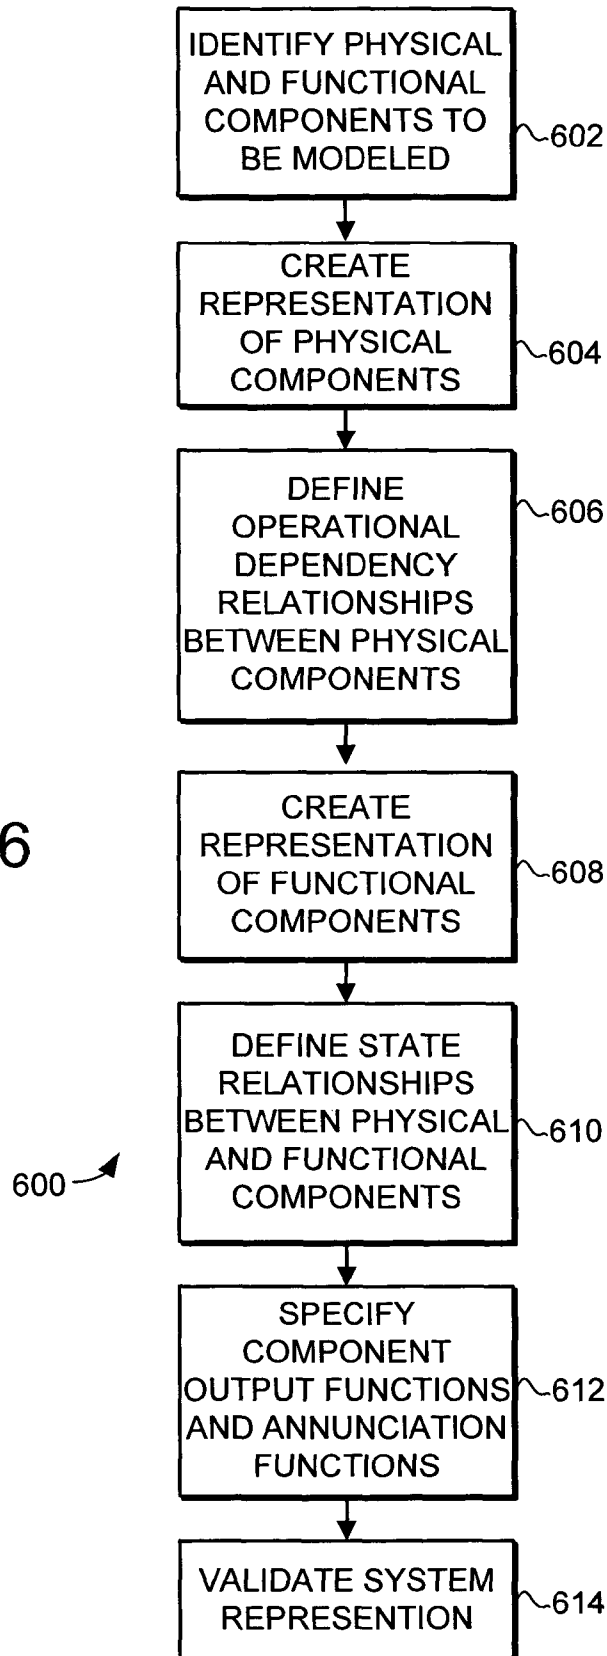 IDENTIFY PHYSICAL
AND FUNCTIONAL
COMPONENTS TO
BE MODELED
602
CREATE
REPRESENTATION
OF PHYSICAL
COMPONENTS
604
DEFINE
OPERATIONAL
DEPENDENCY
RELATIONSHIPS
BETWEEN PHYSICAL
COMPONENTS
606
6
CREATE
REPRESENTATION
OF FUNCTIONAL
COMPONENTS
608
DEFINE STATE
RELATIONSHIPS
BETWEEN PHYSICAL
AND FUNCTIONAL
COMPONENTS
610
600
SPECIFY
COMPONENT
OUTPUT FUNCTIONS
AND ANNUNCIATION
FUNCTIONS
612
VALIDATE SYSTEM
REPRESENTION
614